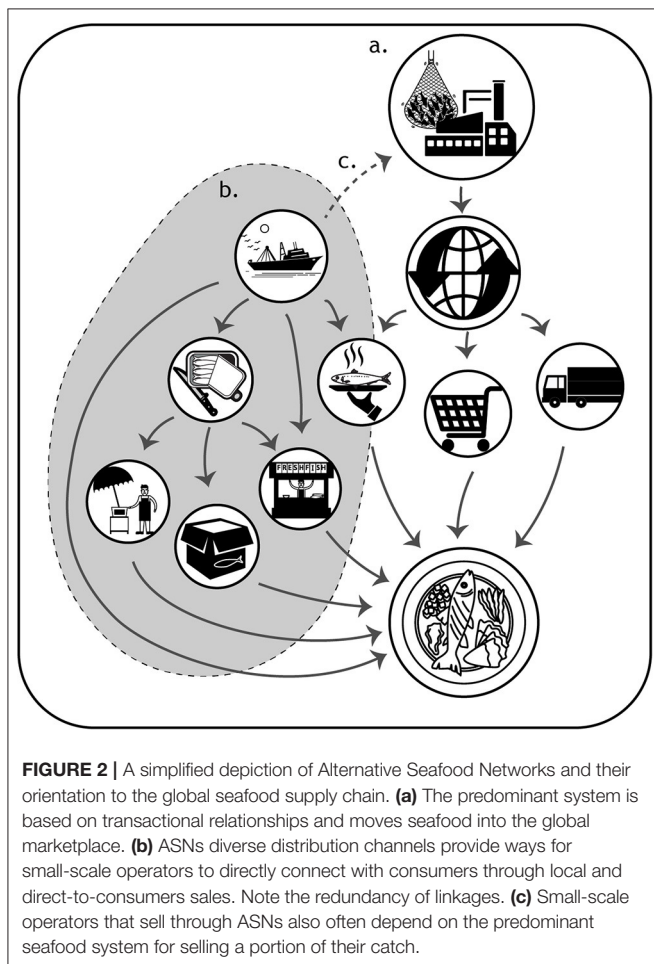 a.
c.
b.
FRESHFISH
FIGURE 2 | A simplified depiction of Alternative Seafood Networks and their
orientation to the global seafood supply chain. (a) The predominant system is
based on transactional relationships and moves seafood into the global
marketplace. (b) ASNs diverse distribution channels provide ways for
small-scale operators to directly connect with consumers through local and
direct-to-consumers sales. Note the redundancy of linkages. (c) Small-scale
operators that sell through ASNs also often depend on the predominant
seafood system for selling a portion of their catch.